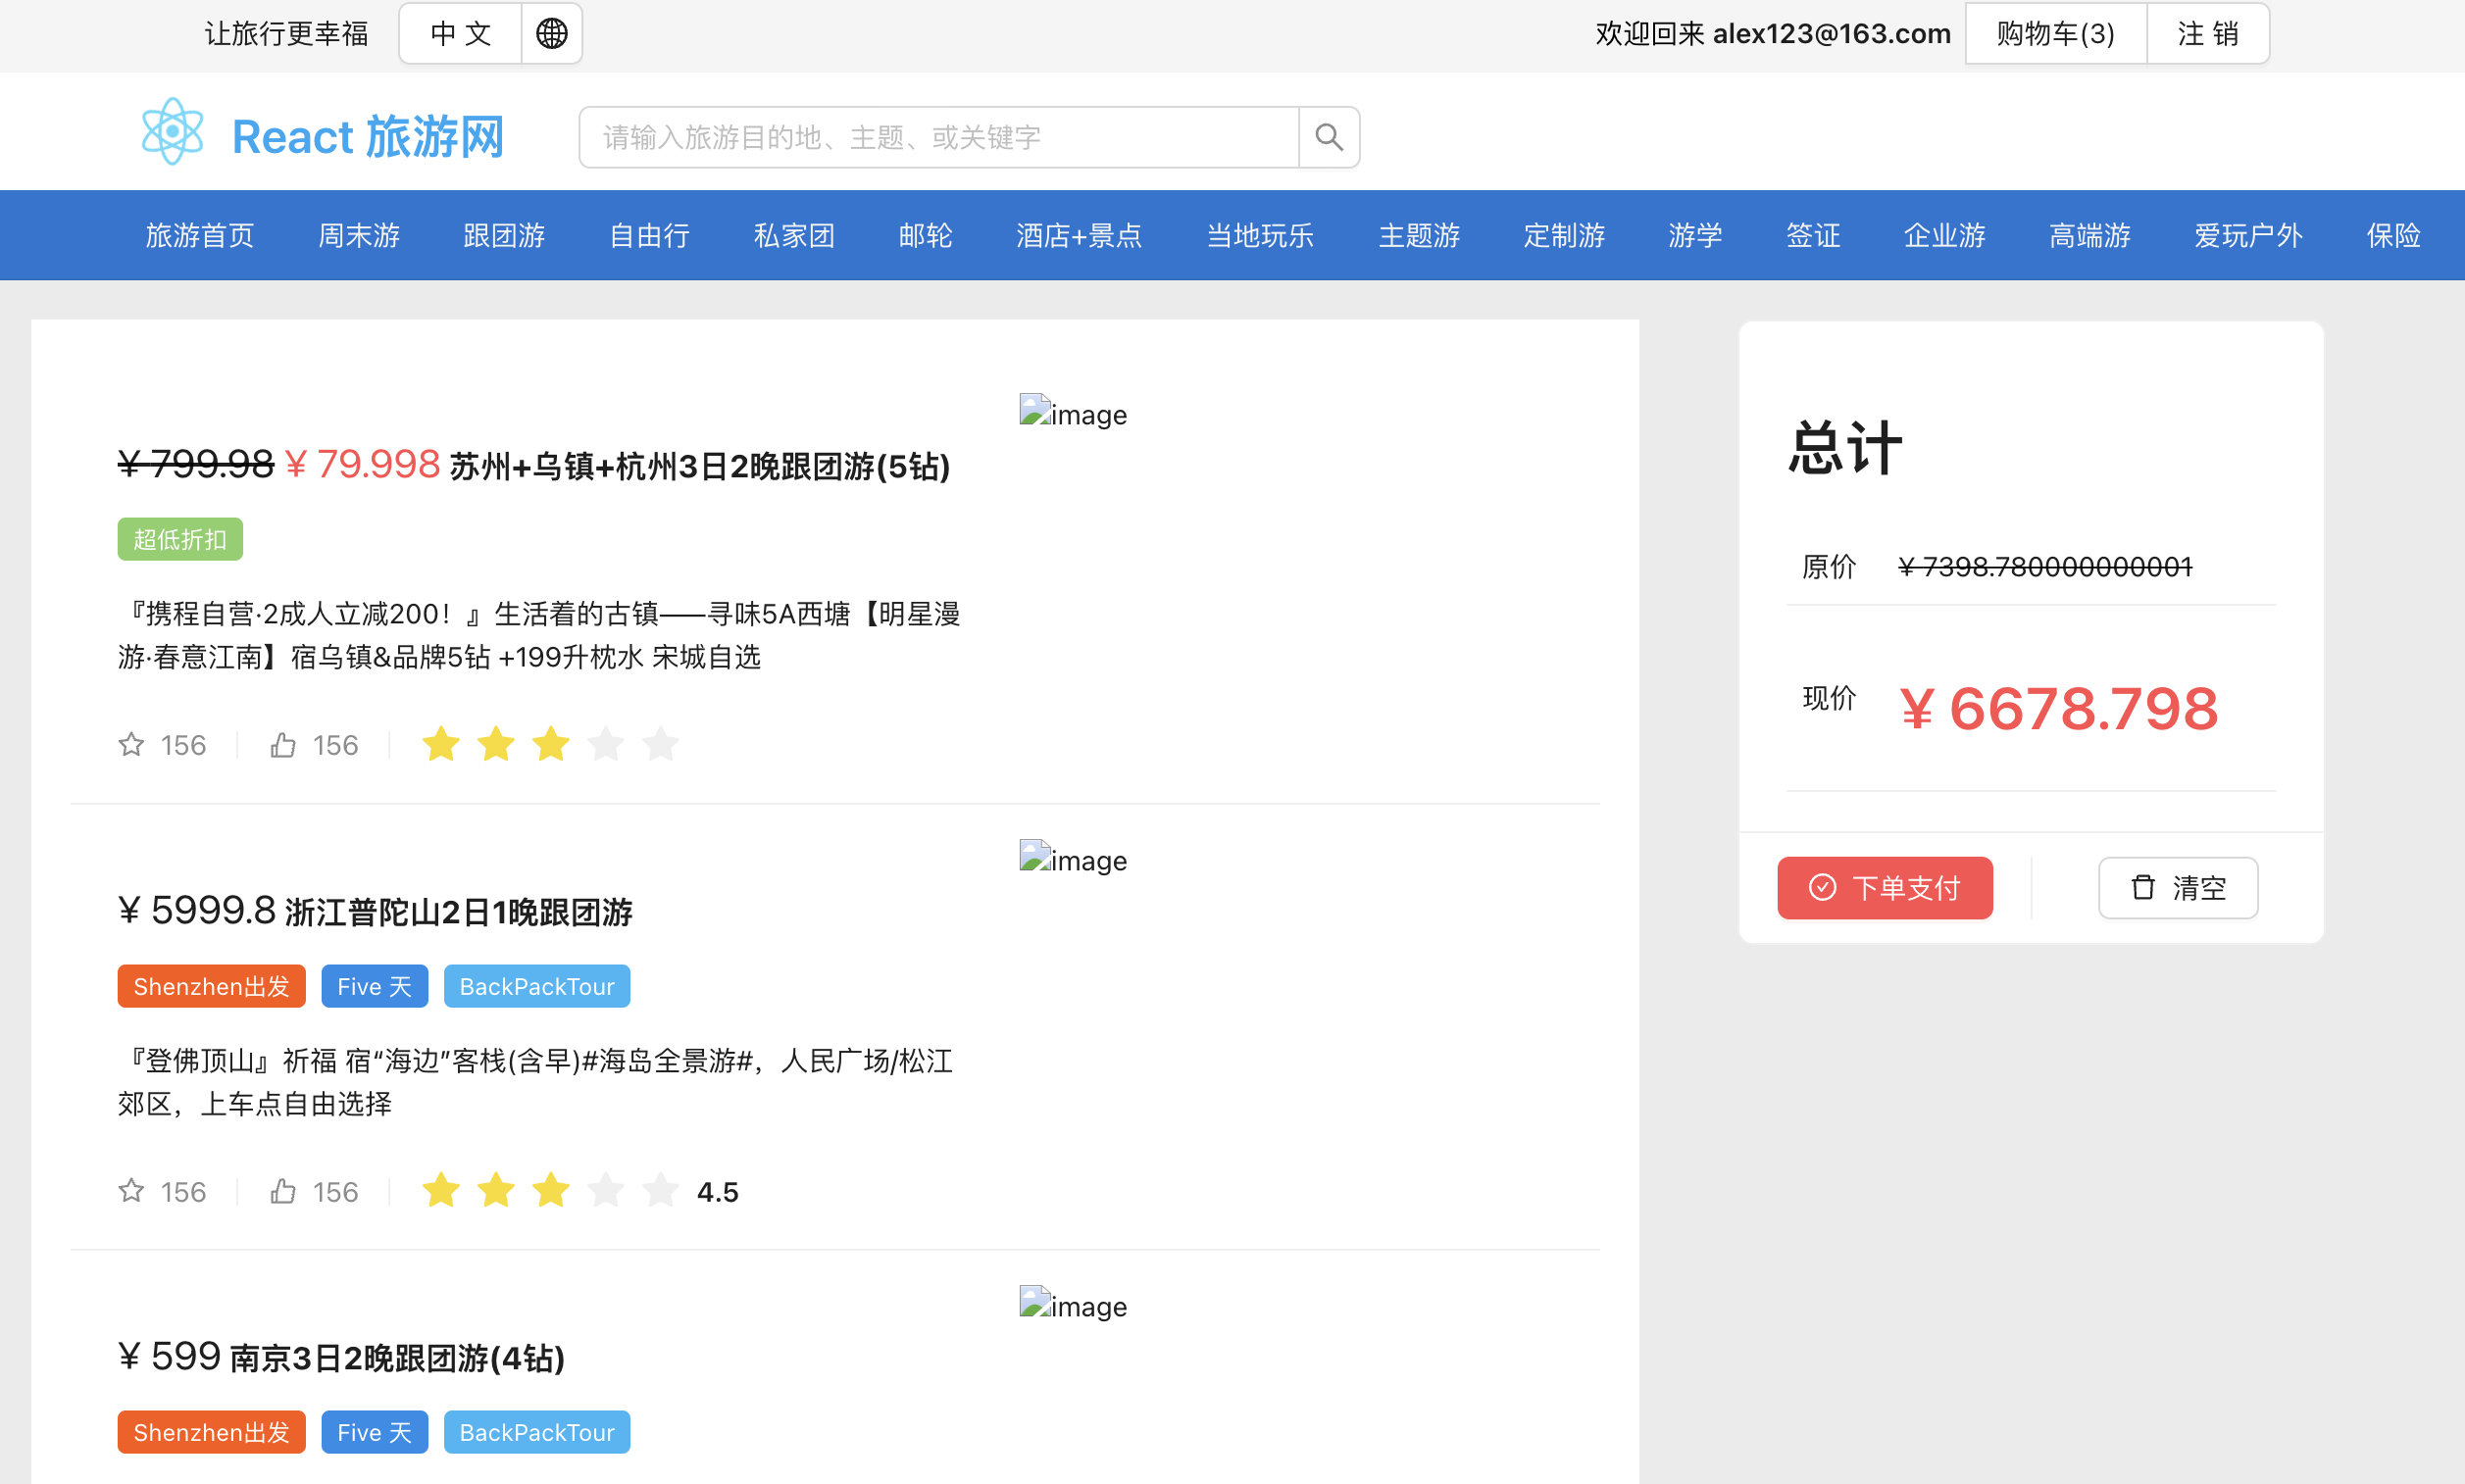 让旅行更幸福
中 文
欢迎回来 alex123@163.com
购物车(3)
注 销
React 旅游网
请输入旅游目的地、主题、或关键字
旅游首页 周末游 跟团游 自由行 私家团 邮轮 酒店+景点 当地玩乐 主题游 定制游 游学 签证 企业游 高端游 爱玩户外 保险
image
¥ 799.98 ¥ 79.998 苏州+乌镇+杭州3日2晚跟团游(5钻)
超低折扣
『携程自营·2成人立减200！』生活着的古镇——寻味5A西塘【明星漫
游·春意江南】宿乌镇&品牌5钻 +199升枕水 宋城自选
156 156
image
¥ 5999.8 浙江普陀山2日1晚跟团游
Shenzhen出发 Five 天 BackPackTour
『登佛顶山』祈福 宿“海边”客栈(含早)#海岛全景游#，人民广场/松江
郊区，上车点自由选择
156 156 4.5
image
¥ 599 南京3日2晚跟团游(4钻)
Shenzhen出发 Five 天 BackPackTour
总计
原价 ¥ 7398.780000000001
现价 ¥ 6678.798
下单支付 清空